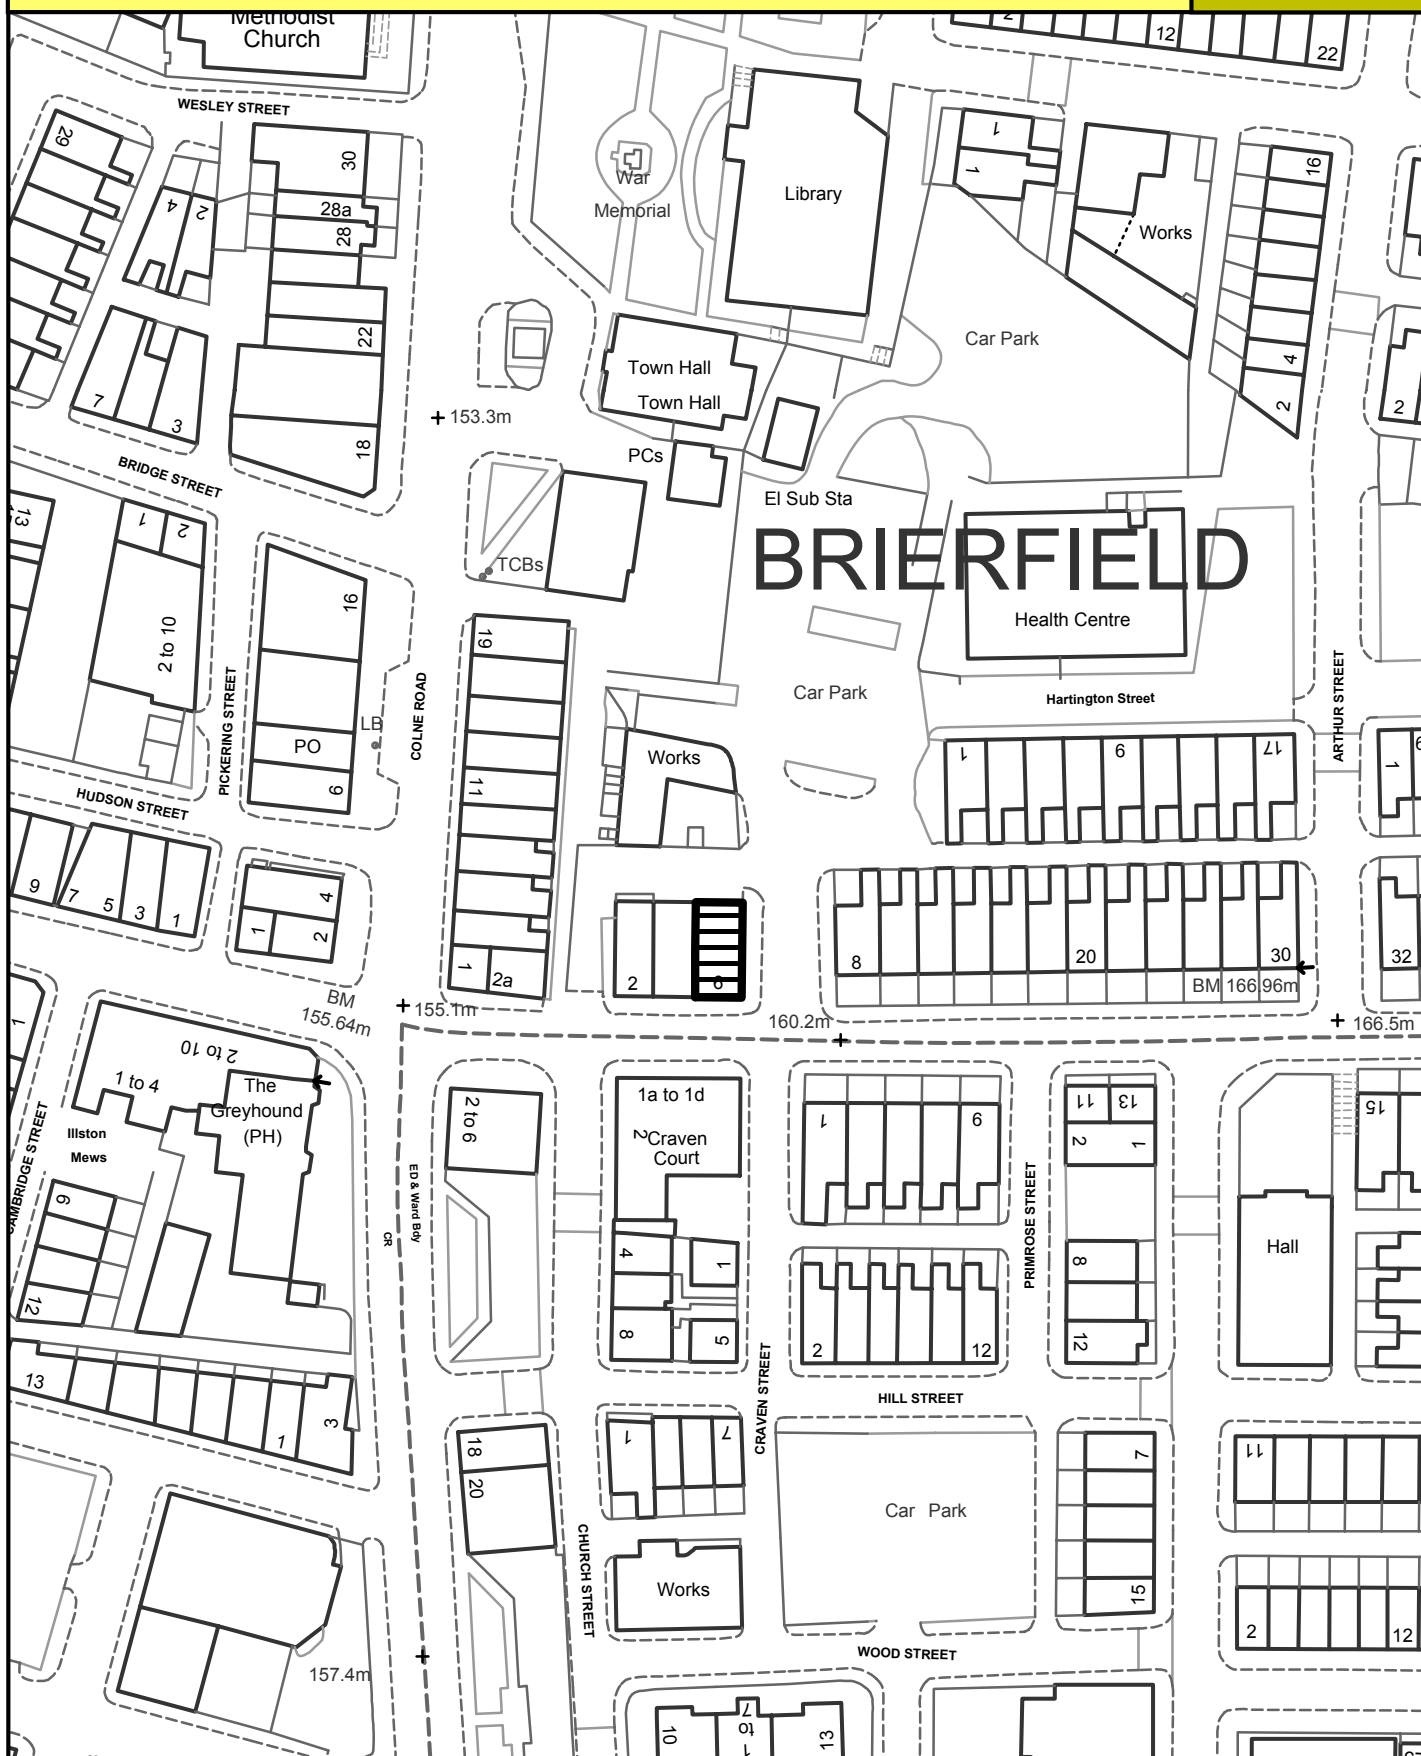 Methodist
Church
2
12
22
WESLEY STREET
29
4
2
30
28a
28
22
18
7
3
War
Memorial
Library
1
1
Works
16
4
2
2
Car Park
Town Hall
Town Hall
153.3m
PCs
El Sub Sta
BRIDGE STREET
13
1
2
2 to 10
TCBs
BRIERFIELD
Health Centre
16
PICKERING STREET
COLNE ROAD
LB
PO
6
19
11
Car Park
Hartington Street
ARTHUR STREET
Works
1
9
17
1
HUDSON STREET
9
7
5
3
1
4
1
2
1
2a
2
6
8
20
30
32
BM 166.96m
BM
155.64m
155.1m
160.2m
166.5m
1
2 to 10
1 to 4
The
Greyhound
(PH)
Illston
Mews
CAMBRIDGE STREET
9
12
ED & Ward Bdy
CR
2 to 6
1a to 1d
2
Craven
Court
4
1
8
5
1
9
11
13
2
1
15
PRIMROSE STREET
8
12
Hall
2
12
HILL STREET
CRAVEN STREET
13
1
3
18
20
1
7
Car Park
7
15
11
CHURCH STREET
Works
WOOD STREET
2
12
157.4m
10
1 to 7
13